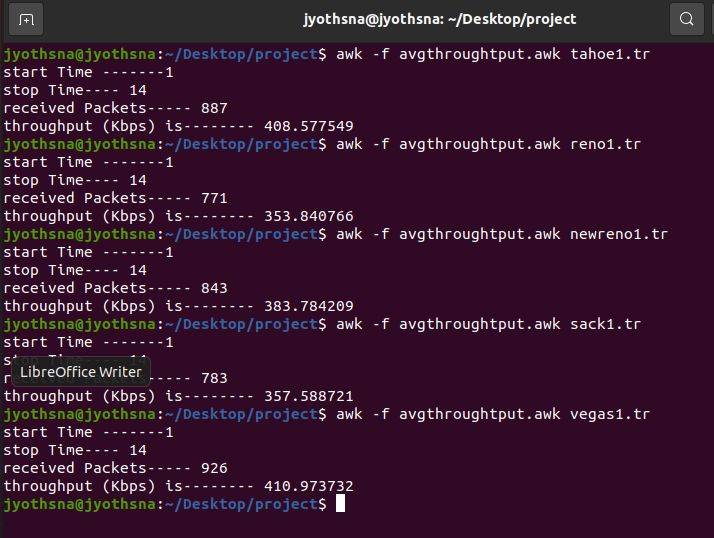 jyothsna@jyothsna: ~/Desktop/project
jyothsna@jyothsna:~/Desktop/project$ awk -f avgthroughtput.awk tahoe1.tr
start Time -------1
stop Time---- 14
received Packets----- 887
throughput (Kbps) is-------- 408.577549
jyothsna@jyothsna:~/Desktop/project$ awk -f avgthroughtput.awk reno1.tr
start Time -------1
stop Time---- 14
received Packets----- 771
throughput (Kbps) is-------- 353.840766
jyothsna@jyothsna:~/Desktop/project$ awk -f avgthroughtput.awk newreno1.tr
start Time -------1
stop Time---- 14
received Packets----- 843
throughput (Kbps) is-------- 383.784209
jyothsna@jyothsna:~/Desktop/project$ awk -f avgthroughtput.awk sack1.tr
start Time -------1
stop Time---- 14
LibreOffice Writer
received Packets----- 783
throughput (Kbps) is-------- 357.588721
jyothsna@jyothsna:~/Desktop/project$ awk -f avgthroughtput.awk vegas1.tr
start Time -------1
stop Time---- 14
received Packets----- 926
throughput (Kbps) is-------- 410.973732
jyothsna@jyothsna:~/Desktop/project$